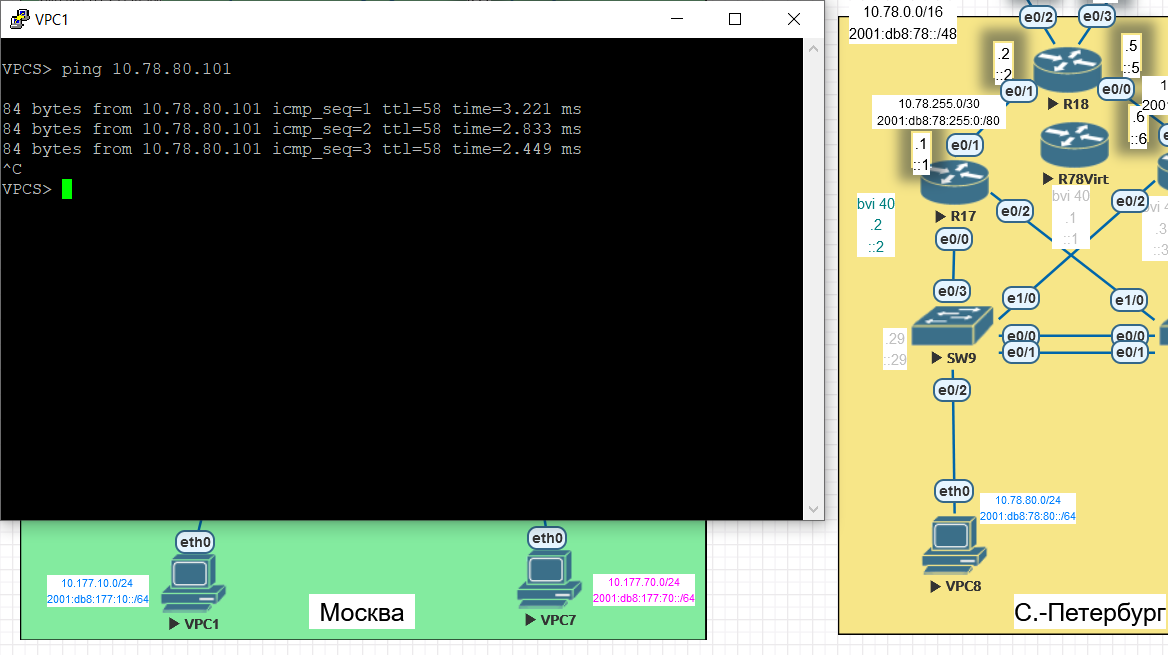 VPC1
VPCS> ping 10.78.80.101
84 bytes from 10.78.80.101 icmp_seq=1 ttl=58 time=3.221 ms
84 bytes from 10.78.80.101 icmp_seq=2 ttl=58 time=2.833 ms
84 bytes from 10.78.80.101 icmp_seq=3 ttl=58 time=2.449 ms
^C
VPCS>
10.78.0.0/16
2001:db8:78::/48
e0/2
e0/3
.2
::2
.5
::5
R18
e0/1
e0/0
10.78.255.0/30
2001:db8:78:255:0:/80
.6
::6
.1
::1
e0/1
R78Virt
R17
bvi 40
.2
::2
e0/2
bvi 40
.1
::1
e0/2
.3
::3
e0/0
e0/3
e1/0
e1/0
.29
::29
SW9
e0/0
e0/0
e0/1
e0/1
e0/2
eth0
10.78.80.0/24
2001:db8:78:80::/64
VPC8
С.-Петербург
eth0
10.177.10.0/24
2001:db8:177:10::/64
VPC1
Москва
eth0
10.177.70.0/24
2001:db8:177:70::/64
VPC7